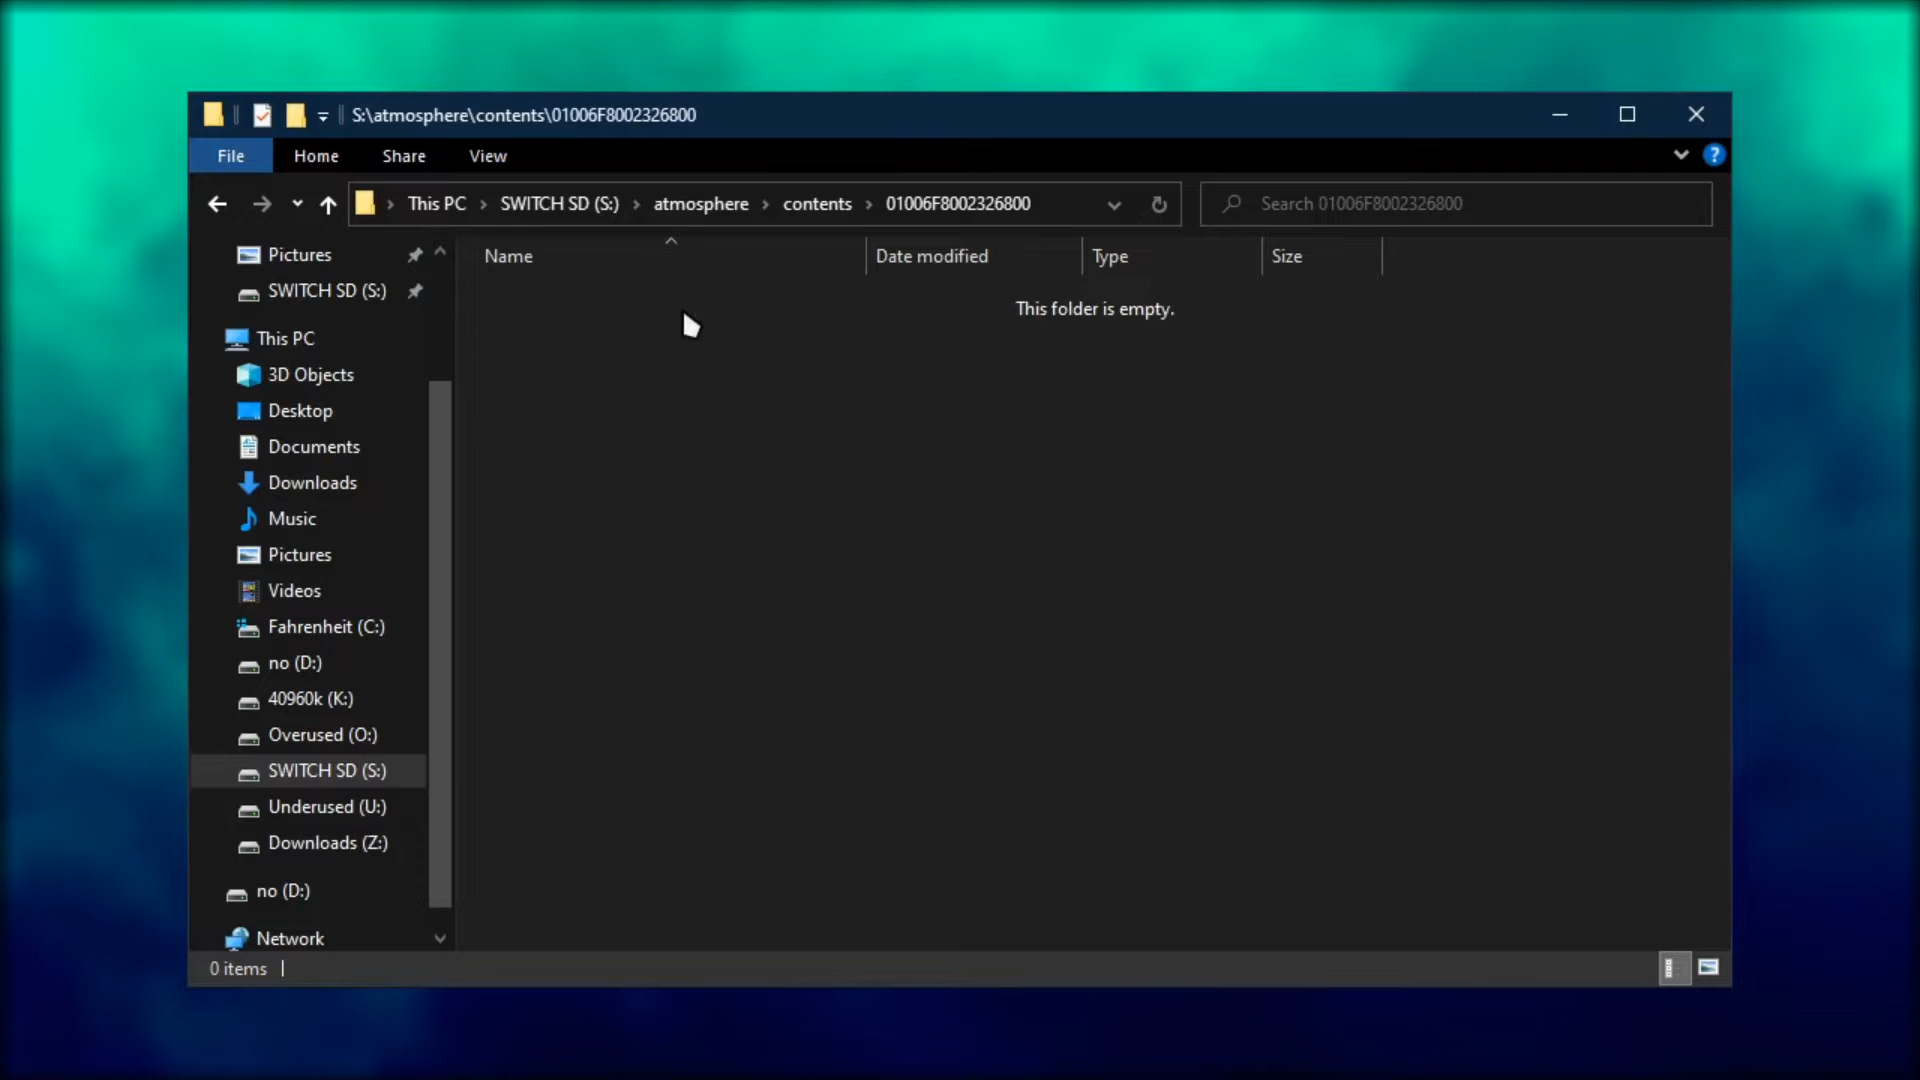 S:\atmosphere\contents\01006F8002326800
File Home Share View
?
This PC SWITCH SD (S:) atmosphere contents 01006F8002326800
Search 01006F8002326800
Name Date modified Type Size
This folder is empty.
Pictures
SWITCH SD (S:)
This PC
3D Objects
Desktop
Documents
Downloads
Music
Pictures
Videos
Fahrenheit (C:)
no (D:)
40960k (K:)
Overused (O:)
SWITCH SD (S:)
Underused (U:)
Downloads (Z:)
no (D:)
Network
0 items